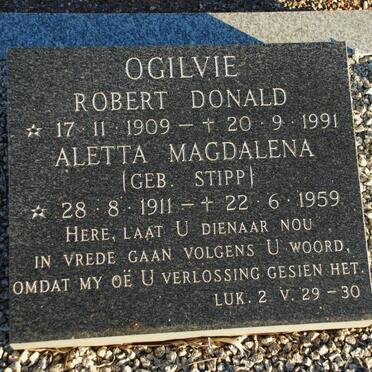 OGILVIE
ROBERT DONALD
☆ 17·11·1909 – ✝ 20·9·1991
ALETTA MAGDALENA
(GEB. STIPP)
☆ 28·8·1911 – ✝ 22·6·1959
HERE, LAAT U DIENAAR NOU
IN VREDE GAAN VOLGENS U WOORD,
OMDAT MY OË U VERLOSSING GESIEN HET.
LUK. 2 V. 29 – 30